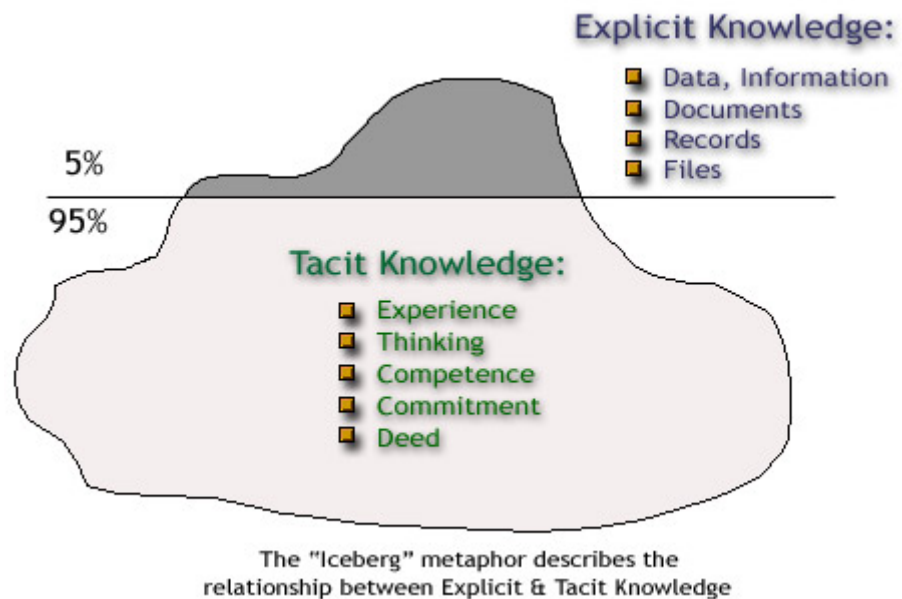 Explicit Knowledge:
Data, Information
Documents
Records
Files
5%
95%
Tacit Knowledge:
Experience
Thinking
Competence
Commitment
Deed
The “Iceberg” metaphor describes the
relationship between Explicit & Tacit Knowledge